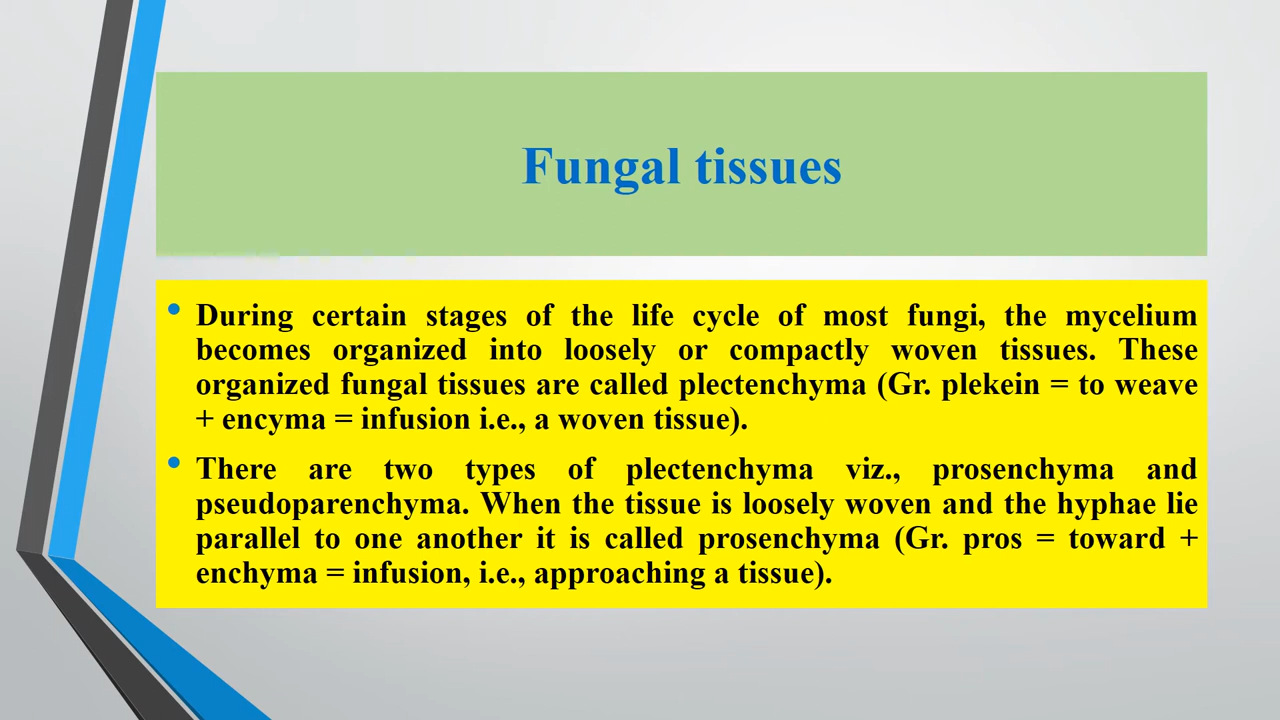 Fungal tissues
• During certain stages of the life cycle of most fungi, the mycelium
becomes organized into loosely or compactly woven tissues. These
organized fungal tissues are called plectenchyma (Gr. plekein = to weave
+ encyma = infusion i.e., a woven tissue).
• There are two types of plectenchyma viz., prosenchyma and
pseudoparenchyma. When the tissue is loosely woven and the hyphae lie
parallel to one another it is called prosenchyma (Gr. pros = toward +
enchyma = infusion, i.e., approaching a tissue).